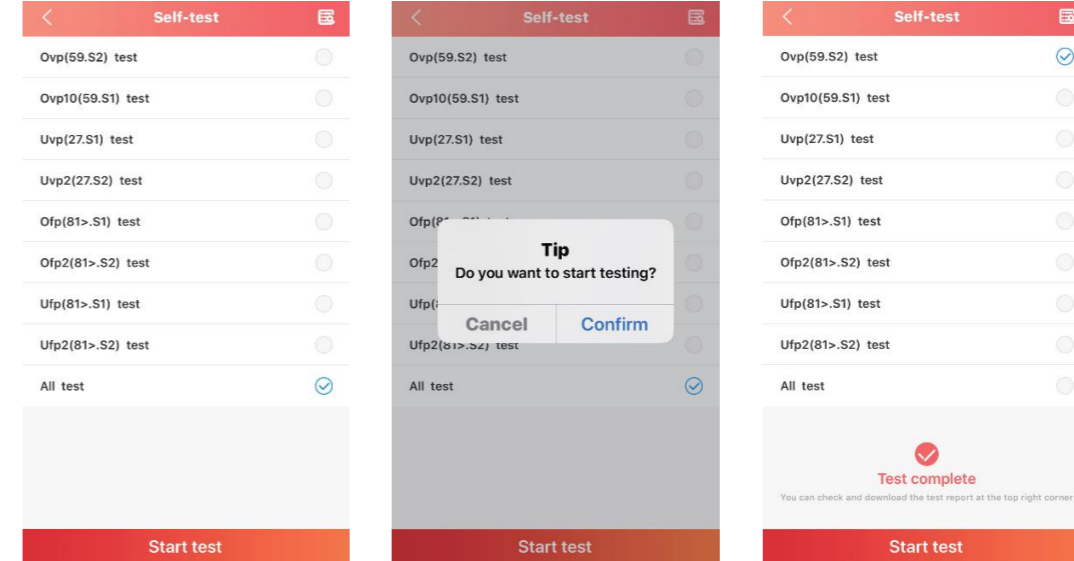 Self-test
Ovp(59.S2) test
Ovp10(59.S1) test
Uvp(27.S1) test
Uvp2(27.S2) test
Ofp(81>.S1) test
Ofp2(81>.S2) test
Ufp(81>.S1) test
Ufp2(81>.S2) test
All test
Start test
Self-test
Ovp(59.S2) test
Ovp10(59.S1) test
Uvp(27.S1) test
Uvp2(27.S2) test
Ofp2
Tip
Do you want to start testing?
Cancel
Confirm
Ufp2(81>.S2) test
All test
Start test
Self-test
Ovp(59.S2) test
Ovp10(59.S1) test
Uvp(27.S1) test
Uvp2(27.S2) test
Ofp(81>.S1) test
Ofp2(81>.S2) test
Ufp(81>.S1) test
Ufp2(81>.S2) test
All test
Test complete
You can check and download the test report at the top right corner
Start test